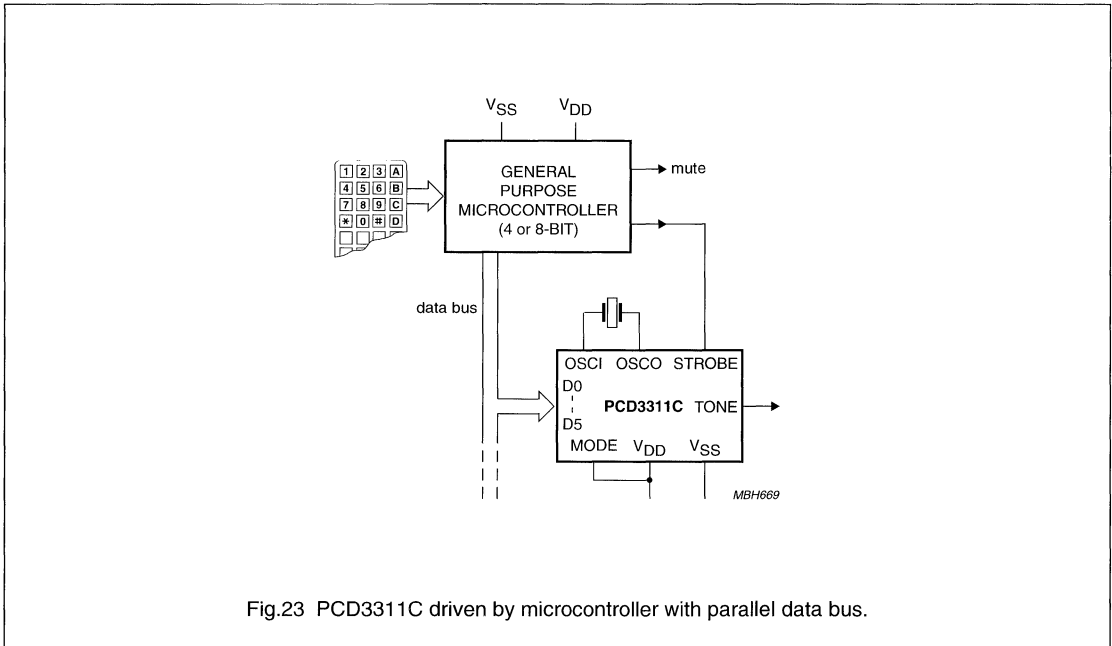 VSS VDD
1 2 3 A
4 5 6 B
7 8 9 C
* 0 # D
GENERAL
PURPOSE
MICROCONTROLLER
(4 or 8-BIT)
mute
data bus
OSCI OSCO STROBE
D0
D5
PCD3311C TONE
MODE VDD VSS
MBH669
Fig.23 PCD3311C driven by microcontroller with parallel data bus.